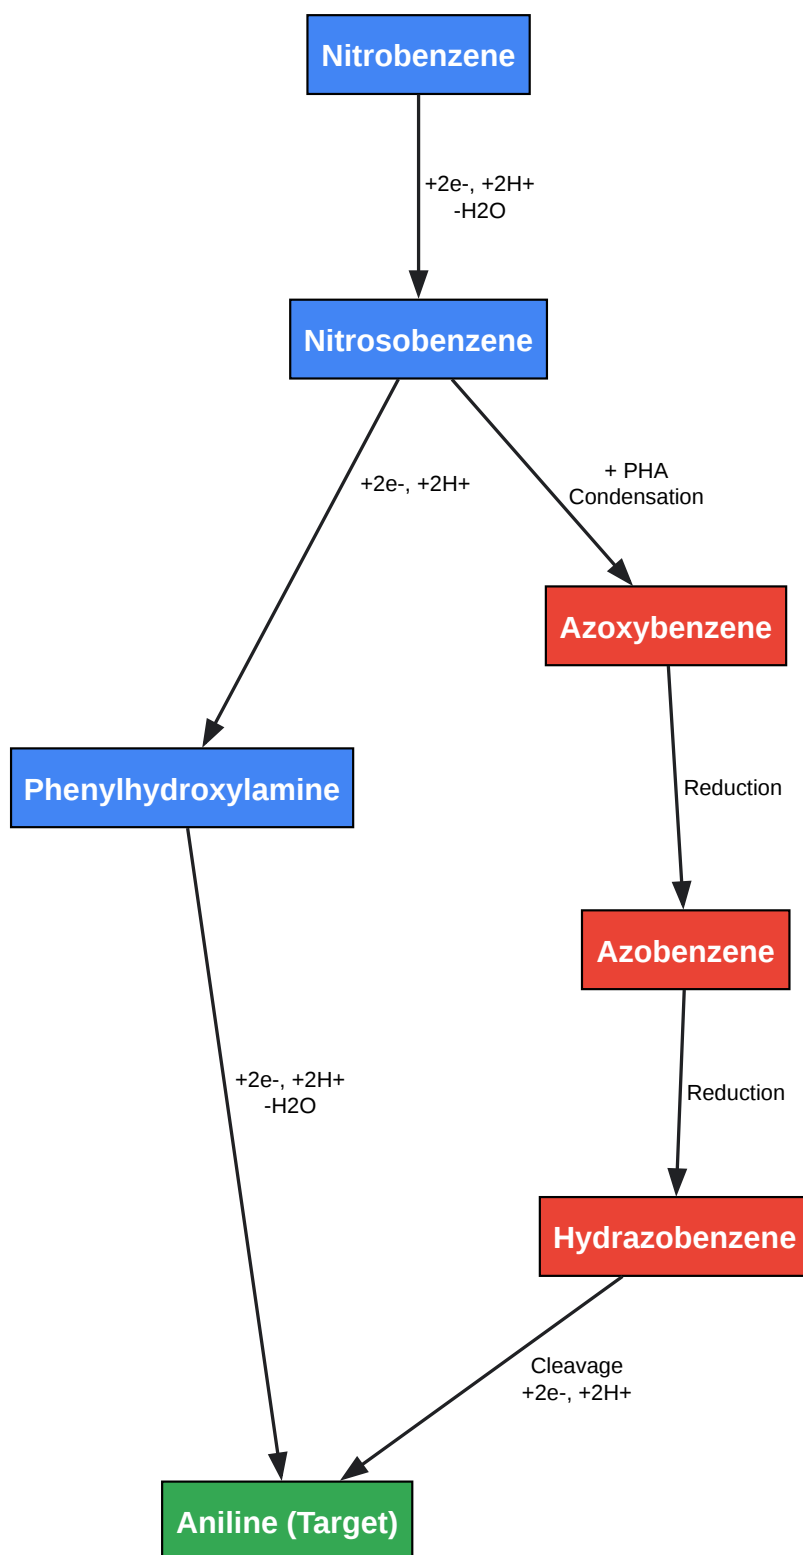 Nitrobenzene
+2e-, +2H+
-H2O
Nitrosobenzene
+2e-, +2H+
+ PHA
Condensation
Azoxybenzene
Phenylhydroxylamine
Reduction
Azobenzene
+2e-, +2H+
-H2O
Reduction
Hydrazobenzene
Cleavage
+2e-, +2H+
Aniline (Target)